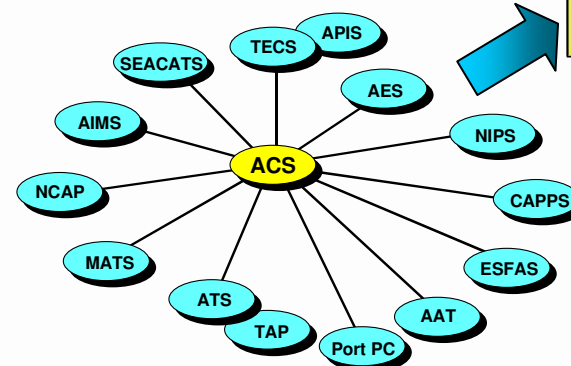 APIS
TECS
SEACATS
AES
AIMS
NIPS
ACS
NCAP
CAPPS
MATS
ESFAS
ATS
AAT
TAP
Port PC